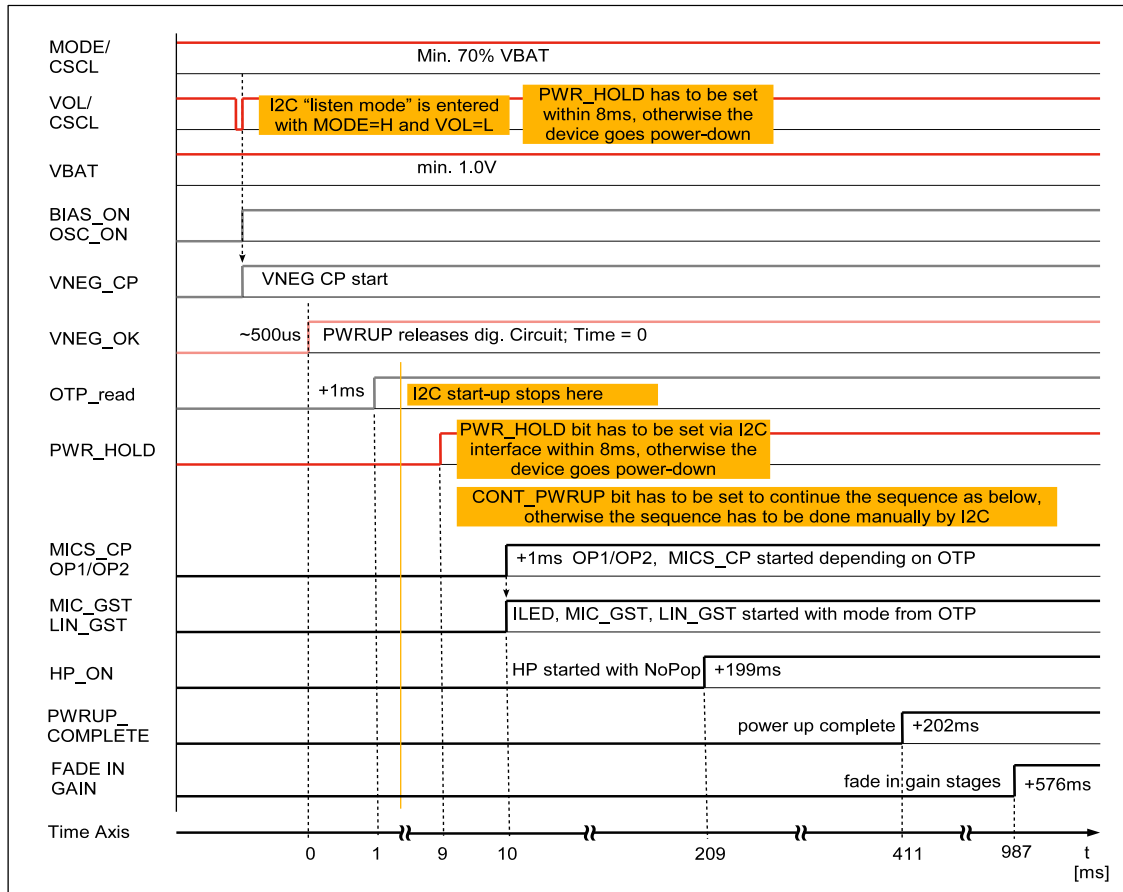 MODE/
CSCL
Min. 70% VBAT
VOL/
CSCL
I2C “listen mode” is entered
with MODE=H and VOL=L
PWR_HOLD has to be set
within 8ms, otherwise the
device goes power-down
VBAT
min. 1.0V
BIAS_ON
OSC_ON
VNEG_CP
VNEG CP start
VNEG_OK
~500us
PWRUP releases dig. Circuit; Time = 0
OTP_read
+1ms
I2C start-up stops here
PWR_HOLD
PWR_HOLD bit has to be set via I2C
interface within 8ms, otherwise the
device goes power-down
CONT_PWRUP bit has to be set to continue the sequence as below,
otherwise the sequence has to be done manually by I2C
MICS_CP
OP1/OP2
+1ms OP1/OP2, MICS_CP started depending on OTP
MIC_GST
LIN_GST
ILED, MIC_GST, LIN_GST started with mode from OTP
HP_ON
HP started with NoPop
+199ms
PWRUP_
COMPLETE
power up complete
+202ms
FADE IN
GAIN
fade in gain stages
+576ms
Time Axis
0 1 9 10 209 411 987 t
[ms]